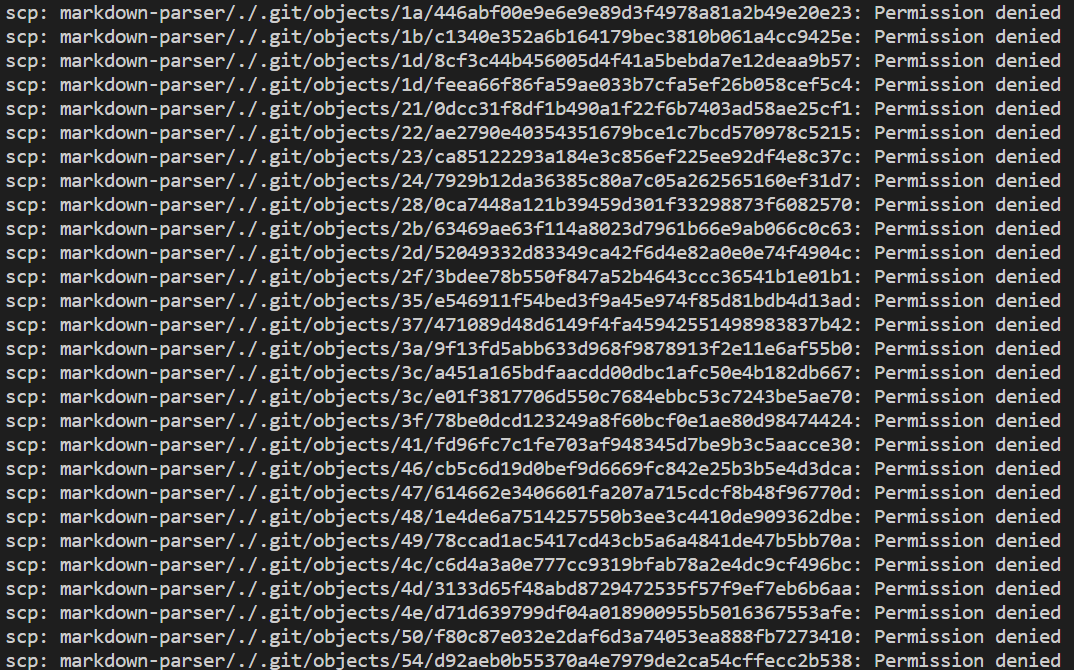 scp: markdown-parser/./.git/objects/1a/446abf00e9e6e9e89d3f4978a81a2b49e20e23: Permission denied
scp: markdown-parser/./.git/objects/1b/c1340e352a6b164179bec3810b061a4cc9425e: Permission denied
scp: markdown-parser/./.git/objects/1d/8cf3c44b456005d4f41a5bebda7e12deaa9b57: Permission denied
scp: markdown-parser/./.git/objects/1d/feea66f86fa59ae033b7cfa5ef26b058cef5c4: Permission denied
scp: markdown-parser/./.git/objects/21/0dcc31f8df1b490a1f22f6b7403ad58ae25cf1: Permission denied
scp: markdown-parser/./.git/objects/22/ae2790e40354351679bce1c7bcd570978c5215: Permission denied
scp: markdown-parser/./.git/objects/23/ca85122293a184e3c856ef225ee92df4e8c37c: Permission denied
scp: markdown-parser/./.git/objects/24/7929b12da36385c80a7c05a262565160ef31d7: Permission denied
scp: markdown-parser/./.git/objects/28/0ca7448a121b39459d301f33298873f6082570: Permission denied
scp: markdown-parser/./.git/objects/2b/63469ae63f114a8023d7961b66e9ab066c0c63: Permission denied
scp: markdown-parser/./.git/objects/2d/52049332d83349ca42f6d4e82a0e0e74f4904c: Permission denied
scp: markdown-parser/./.git/objects/2f/3bdee78b550f847a52b4643ccc36541b1e01b1: Permission denied
scp: markdown-parser/./.git/objects/35/e546911f54bed3f9a45e974f85d81bdb4d13ad: Permission denied
scp: markdown-parser/./.git/objects/37/471089d48d6149f4fa45942551498983837b42: Permission denied
scp: markdown-parser/./.git/objects/3a/9f13fd5abb633d968f9878913f2e11e6af55b0: Permission denied
scp: markdown-parser/./.git/objects/3c/a451a165bdfaacdd00dbc1afc50e4b182db667: Permission denied
scp: markdown-parser/./.git/objects/3c/e01f3817706d550c7684ebbc53c7243be5ae70: Permission denied
scp: markdown-parser/./.git/objects/3f/78be0dcd123249a8f60bcf0e1ae80d98474424: Permission denied
scp: markdown-parser/./.git/objects/41/fd96fc7c1fe703af948345d7be9b3c5aacce30: Permission denied
scp: markdown-parser/./.git/objects/46/cb5c6d19d0bef9d6669fc842e25b3b5e4d3dca: Permission denied
scp: markdown-parser/./.git/objects/47/614662e3406601fa207a715cdcf8b48f96770d: Permission denied
scp: markdown-parser/./.git/objects/48/1e4de6a7514257550b3ee3c4410de909362dbe: Permission denied
scp: markdown-parser/./.git/objects/49/78ccad1ac5417cd43cb5a6a4841de47b5bb70a: Permission denied
scp: markdown-parser/./.git/objects/4c/c6d4a3a0e777cc9319bfab78a2e4dc9cf496bc: Permission denied
scp: markdown-parser/./.git/objects/4d/3133d65f48abd8729472535f57f9ef7eb6b6aa: Permission denied
scp: markdown-parser/./.git/objects/4e/d71d639799df04a018900955b5016367553afe: Permission denied
scp: markdown-parser/./.git/objects/50/f80c87e032e2daf6d3a74053ea888fb7273410: Permission denied
scp: markdown-parser/./.git/objects/54/d92aeb0b55370a4e7979de2ca54cffecc2b538: Permission denied